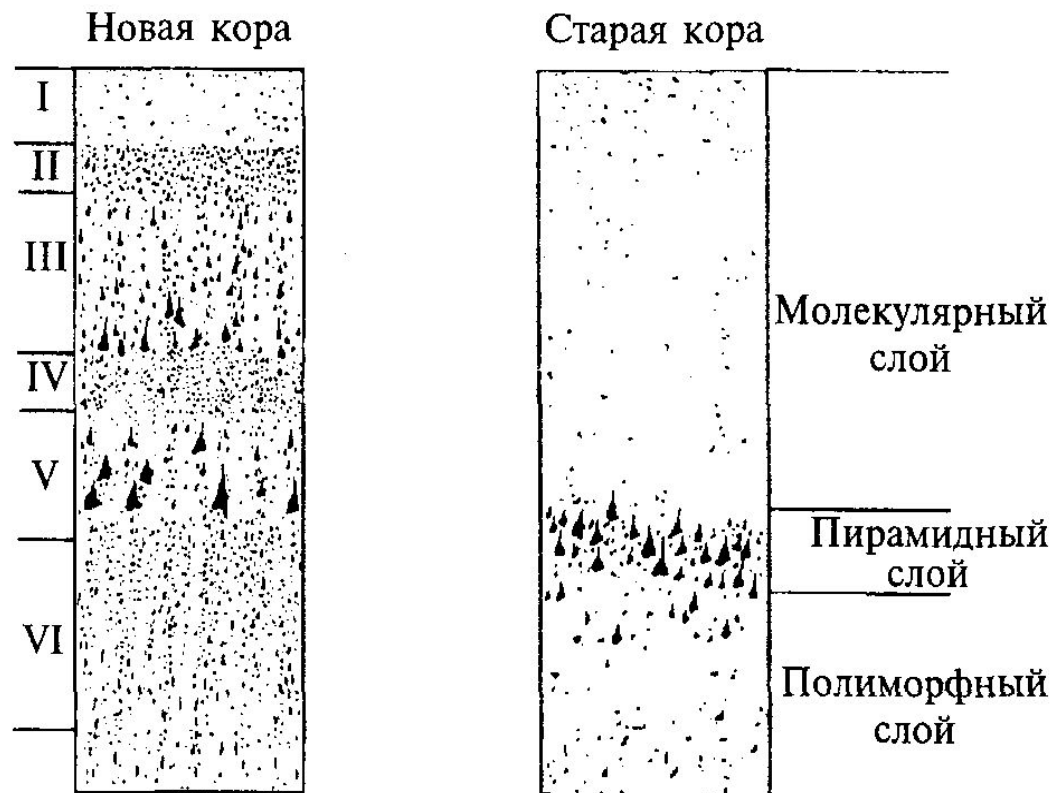 Новая кора
I
II
III
IV
V
VI
Старая кора
Молекулярный
слой
Пирамидный
слой
Полиморфный
слой